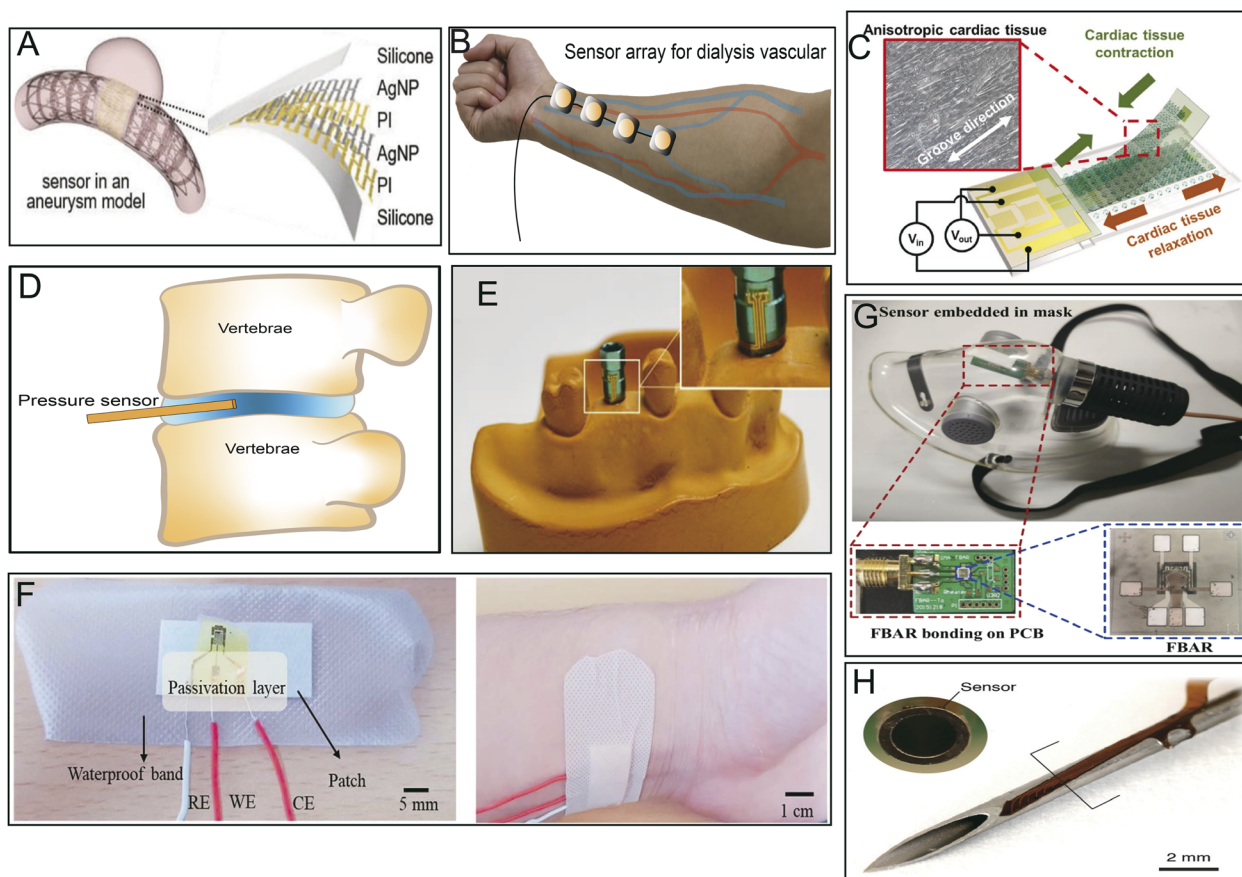 A
Silicone
AgNP
PI
AgNP
PI
Silicone
sensor in an
aneurysm model
B
Sensor array for dialysis vascular
C
Anisotropic cardiac tissue
Cardiac tissue
contraction
Groove direction
Vin
Vout
Cardiac tissue
relaxation
D
Vertebrae
Pressure sensor
Vertebrae
E
G
Sensor embedded in mask
FBAR bonding on PCB
FBAR
F
Passivation layer
Waterproof band
Patch
RE
WE
CE
5 mm
1 cm
H
Sensor
2 mm